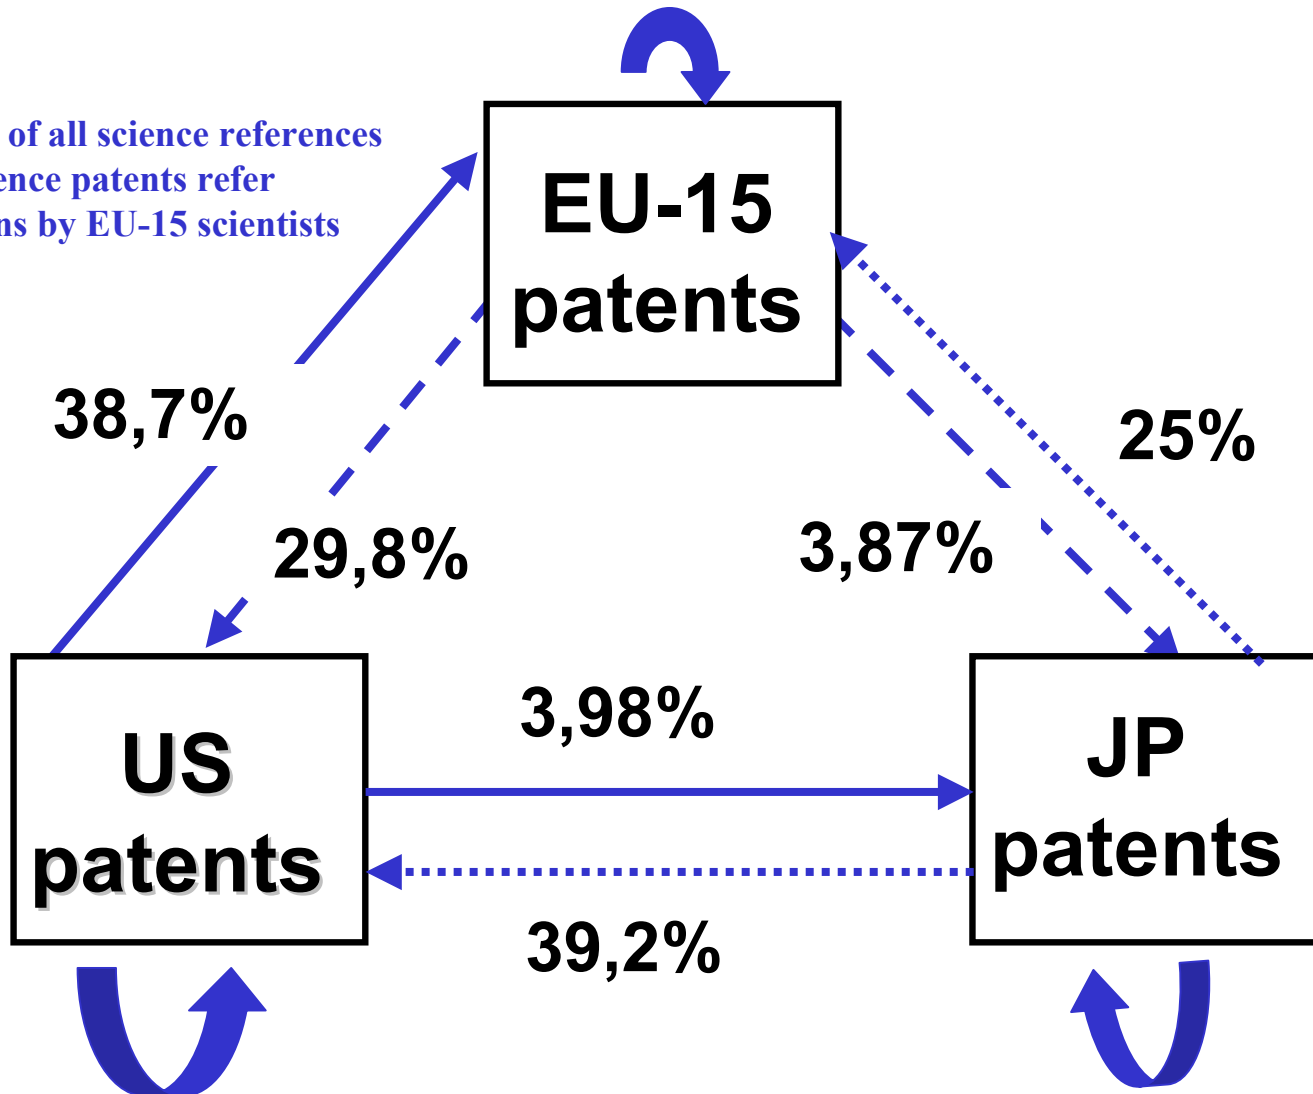 of all science references
ence patents refer
ns by EU-15 scientists
EU-15
patents
38,7%
25%
29,8%
3,87%
US
patents
3,98%
JP
patents
39,2%